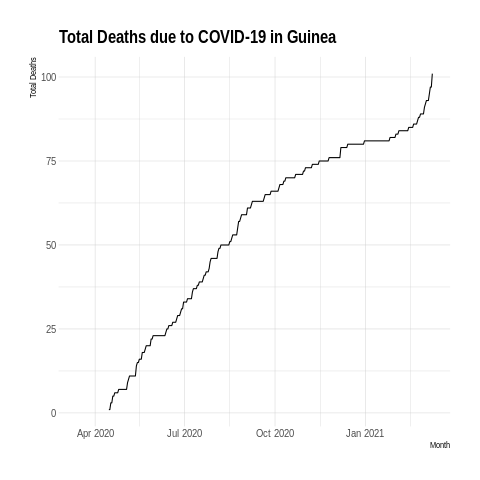 Total Deaths due to COVID-19 in Guinea
Total Deaths
100
75
50
25
0
Apr 2020 Jul 2020 Oct 2020 Jan 2021
Month